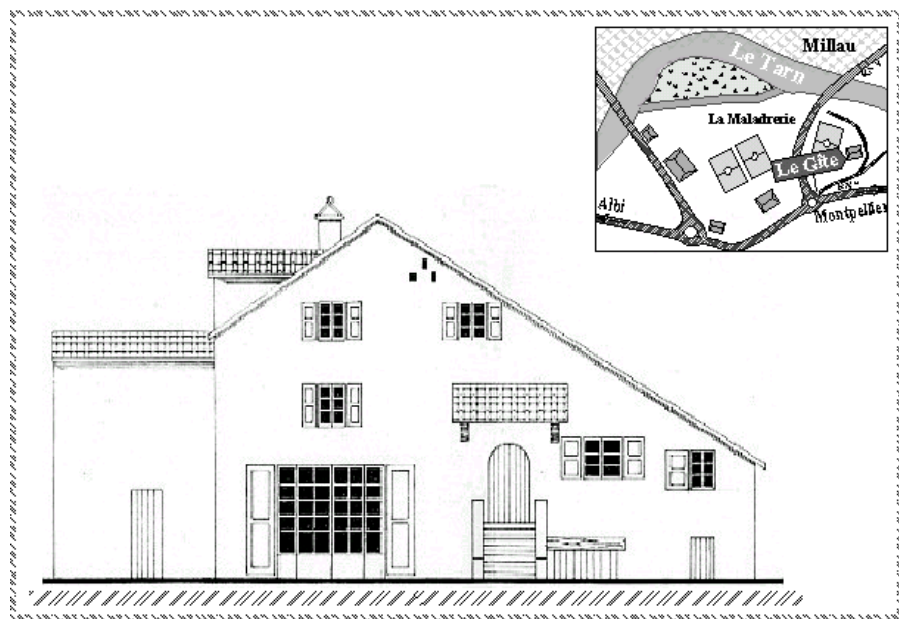 Millau
Le Tarn
La Maladrerie
Le Gîte
Albi
Montpellier